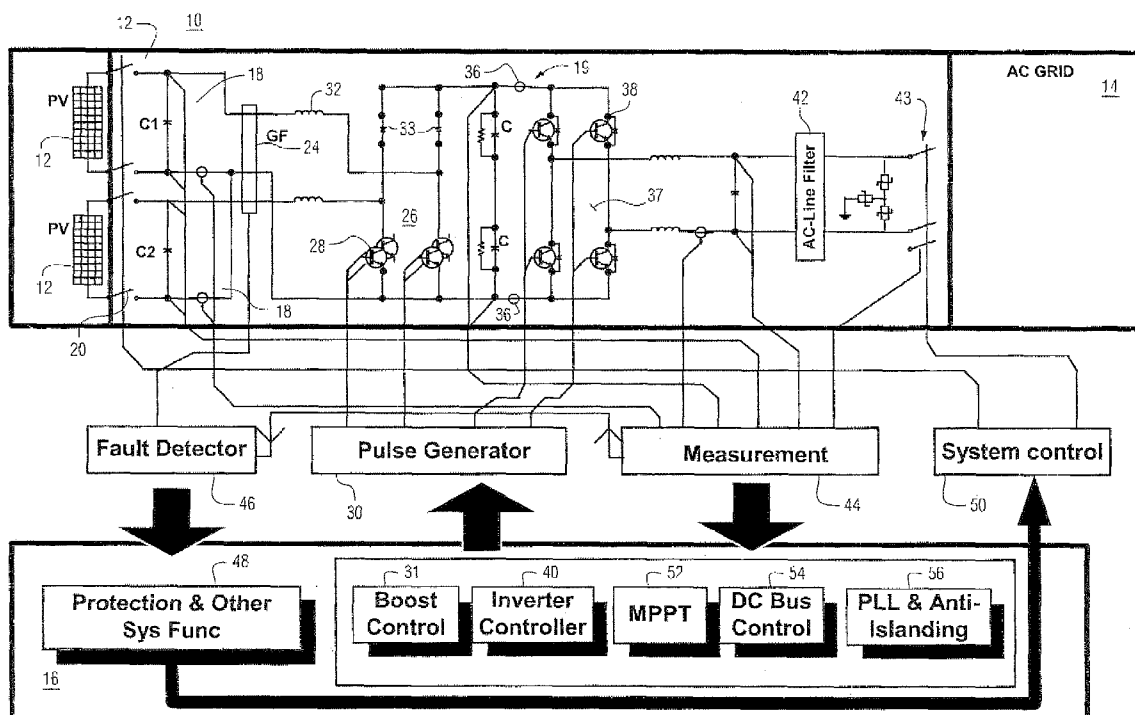 12
10
AC GRID
14
PV
12
C1
18
GF
24
32
33
36
19
38
42
43
AC-Line Filter
PV
12
C2
18
20
28
26
C
C
36
37
Fault Detector
46
Pulse Generator
30
Measurement
44
System control
50
48
Protection & Other
Sys Func
31
Boost
Control
40
Inverter
Controller
52
MPPT
54
DC Bus
Control
56
PLL & Anti-
Islanding
16